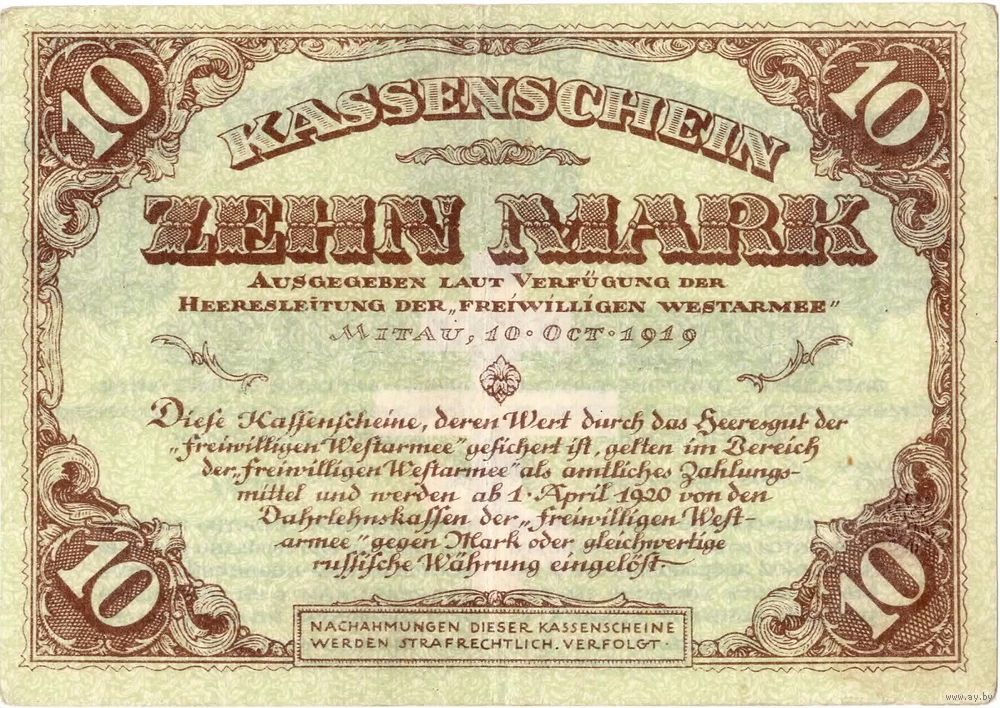 10 10
KASSENSCHEIN
ZEHN MARK
AUSGEGEBEN LAUT VERFÜGUNG DER
HEERESLEITUNG DER „FREIWILLIGEN WESTARMEE“
MITAU, 10·OCT·1919
Dieſe Kaſſenſcheine, deren Wert durch das Heeresgut der
„Freiwilligen Westarmee“ geſichert iſt, gelten im Bereich
der „Freiwilligen Westarmee“ als amtliches Zahlungs-
mittel und werden ab 1. April 1920 von den
Dahrlehnskaſſen der „Freiwilligen West-
armee“ gegen Mark oder gleichwertige
ruſſiſche Währung eingelöſt.
10 10
NACHAHMUNGEN DIESER KASSENSCHEINE
WERDEN STRAFRECHTLICH. VERFOLGT·
www.ay.by